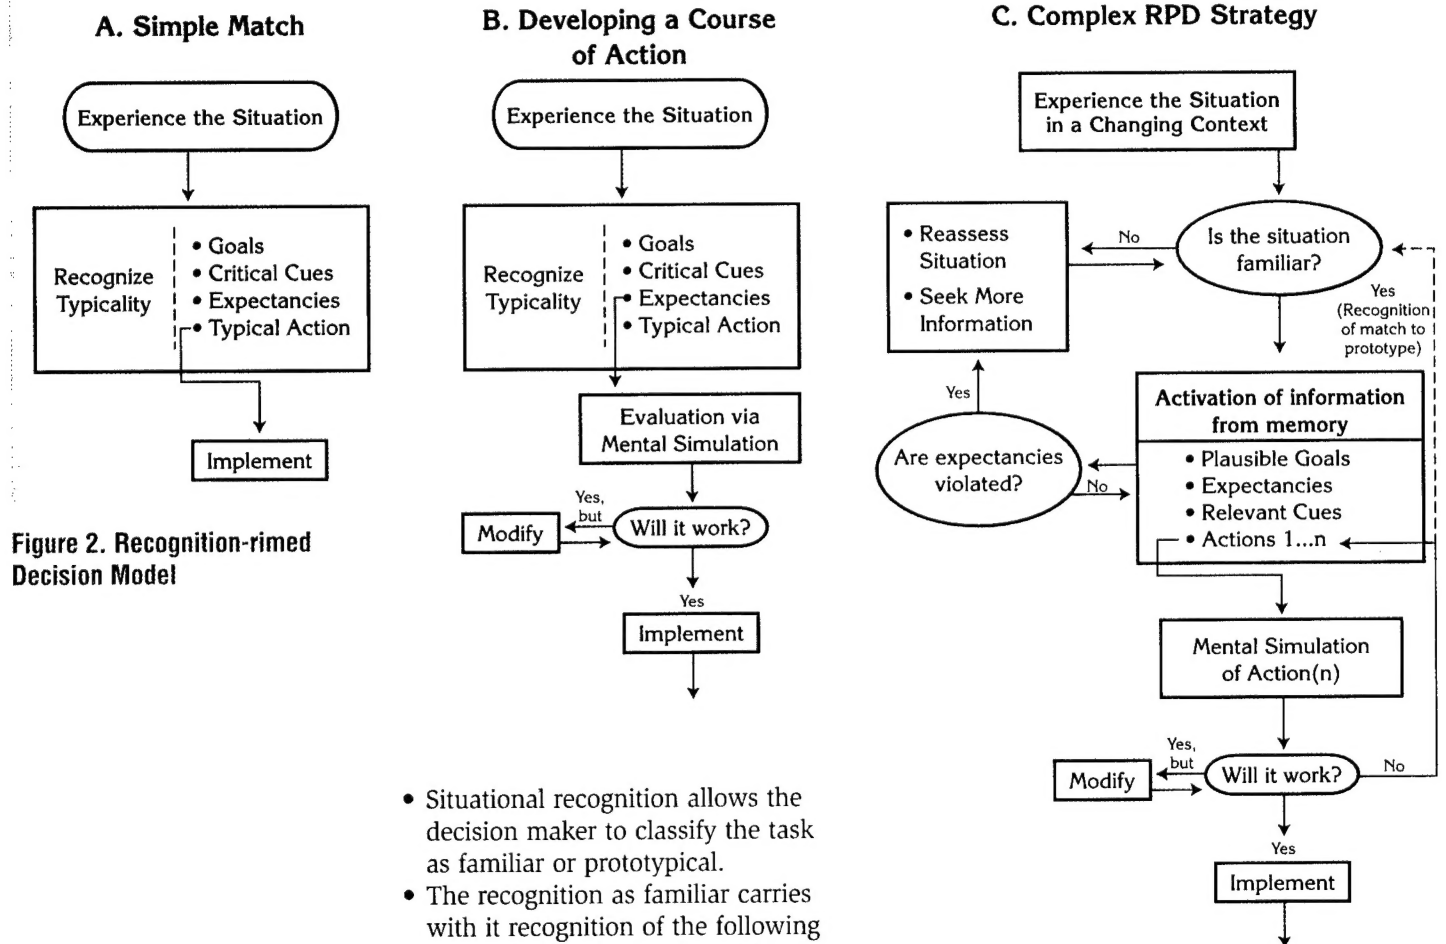 A. Simple Match
Experience the Situation
Recognize
Typicality
• Goals
• Critical Cues
• Expectancies
• Typical Action
Implement
Figure 2. Recognition-rimed
Decision Model
B. Developing a Course
of Action
Experience the Situation
Recognize
Typicality
• Goals
• Critical Cues
• Expectancies
• Typical Action
Evaluation via
Mental Simulation
Yes,
but
Modify
Will it work?
Yes
Implement
• Situational recognition allows the
decision maker to classify the task
as familiar or prototypical.
• The recognition as familiar carries
with it recognition of the following
C. Complex RPD Strategy
Experience the Situation
in a Changing Context
• Reassess
Situation
• Seek More
Information
No
Is the situation
familiar?
Yes
(Recognition
of match to
prototype)
Yes
Are expectancies
violated?
No
Activation of information
from memory
• Plausible Goals
• Expectancies
• Relevant Cues
• Actions 1...n
Mental Simulation
of Action(n)
Yes,
but
Modify
Will it work?
No
Yes
Implement